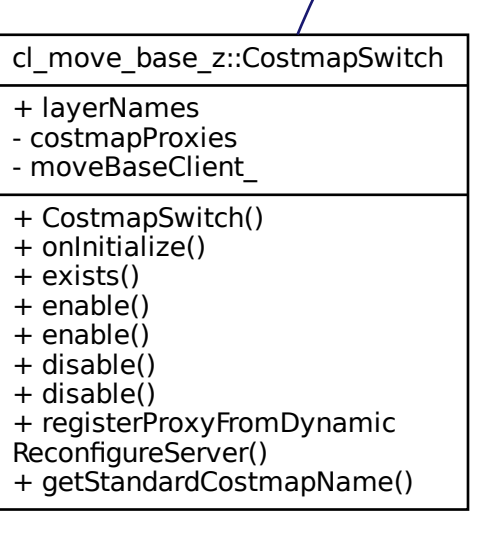 cl_move_base_z::CostmapSwitch
+ layerNames
- costmapProxies
- moveBaseClient_
+ CostmapSwitch()
+ onInitialize()
+ exists()
+ enable()
+ enable()
+ disable()
+ disable()
+ registerProxyFromDynamic
ReconfigureServer()
+ getStandardCostmapName()